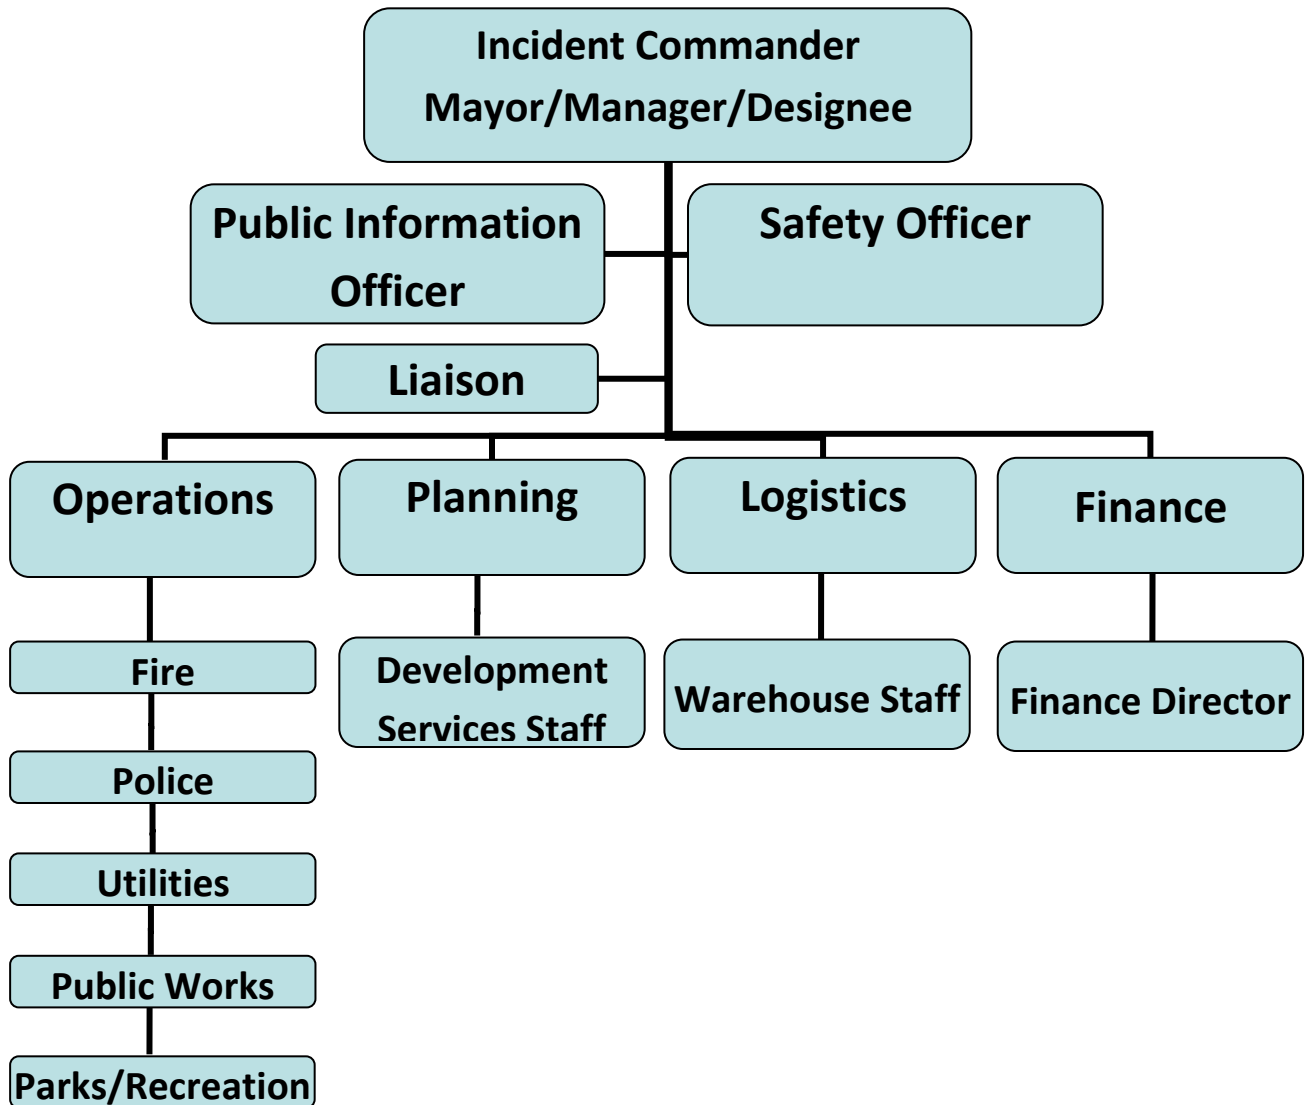 Incident Commander
Mayor/Manager/Designee
Public Information
Officer
Safety Officer
Liaison
Operations
Planning
Logistics
Finance
Fire
Police
Utilities
Public Works
Parks/Recreation
Development
Services Staff
Warehouse Staff
Finance Director